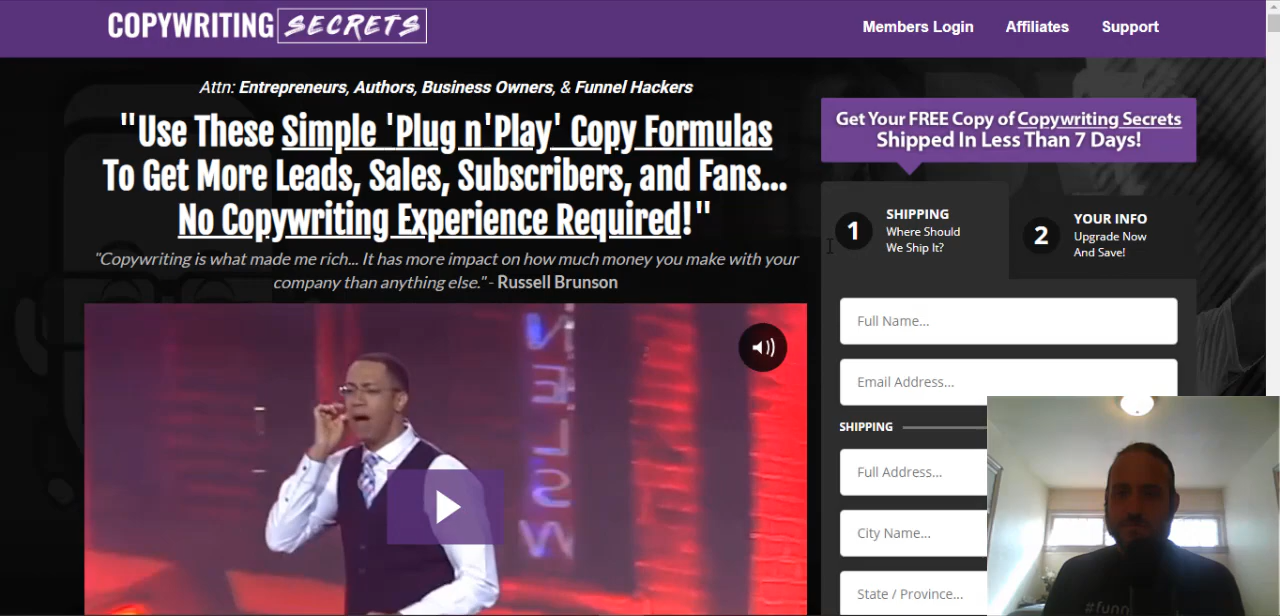 COPYWRITING SECRETS
Members Login
Affiliates
Support
Attn: Entrepreneurs, Authors, Business Owners, & Funnel Hackers
"Use These Simple 'Plug n'Play' Copy Formulas
To Get More Leads, Sales, Subscribers, and Fans...
No Copywriting Experience Required!"
"Copywriting is what made me rich... It has more impact on how much money you make with your
company than anything else." - Russell Brunson
Get Your FREE Copy of Copywriting Secrets
Shipped In Less Than 7 Days!
1
SHIPPING
Where Should
We Ship It?
2
YOUR INFO
Upgrade Now
And Save!
Full Name...
Email Address...
SHIPPING
Full Address...
City Name...
State / Province...
#funn